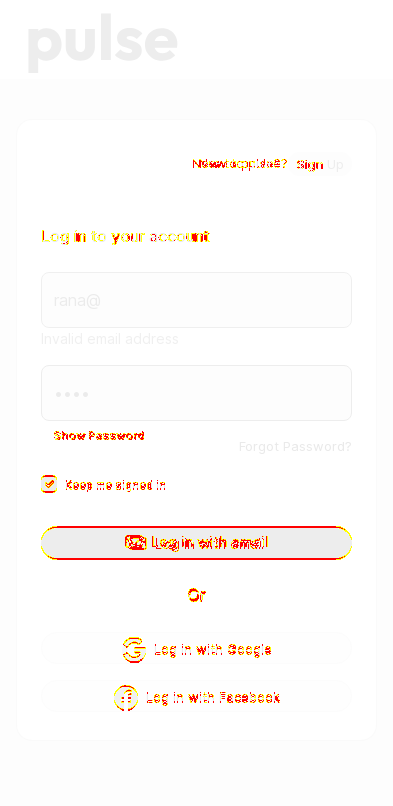 pulse
New to pulse? Sign Up
Log in to your account
rana@
Invalid email address
Show Password
Forgot Password?
Keep me signed in
Log in with email
Or
Log in with Google
Log in with Facebook